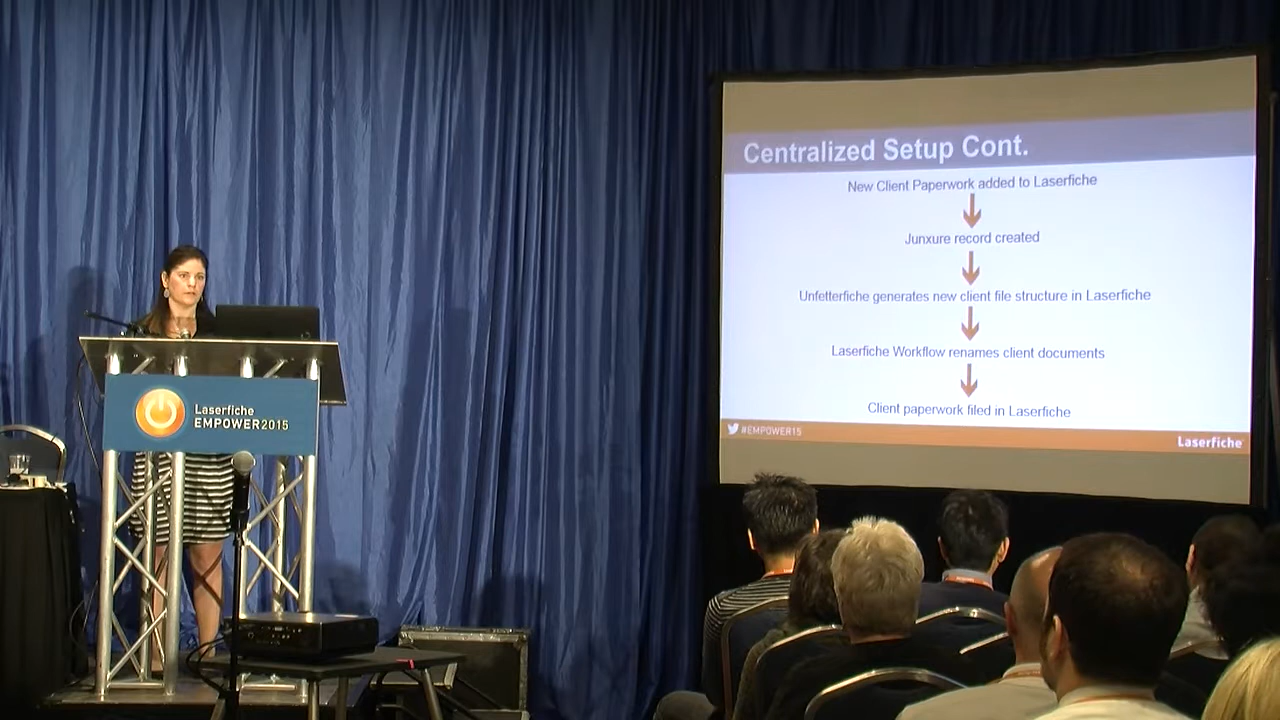 Centralized Setup Cont.
New Client Paperwork added to Laserfiche
Junxure record created
Unfetterfiche generates new client file structure in Laserfiche
Laserfiche Workflow renames client documents
Client paperwork filed in Laserfiche
#EMPOWER15
Laserfiche
Laserfiche
EMPOWER2015